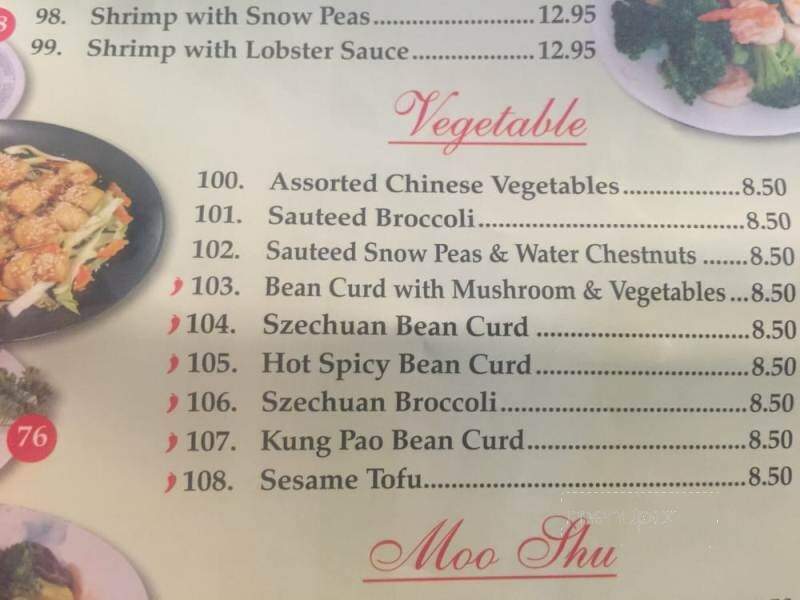 98. Shrimp with Snow Peas............................12.95
8
99. Shrimp with Lobster Sauce.....................12.95
Vegetable
100. Assorted Chinese Vegetables..................8.50
101. Sauteed Broccoli.........................................8.50
102. Sauteed Snow Peas & Water Chestnuts .......8.50
103. Bean Curd with Mushroom & Vegetables...8.50
104. Szechuan Bean Curd .................................8.50
105. Hot Spicy Bean Curd.................................8.50
106. Szechuan Broccoli......................................8.50
76
107. Kung Pao Bean Curd..................................8.50
108. Sesame Tofu.................................................8.50
menupix
Moo Shu